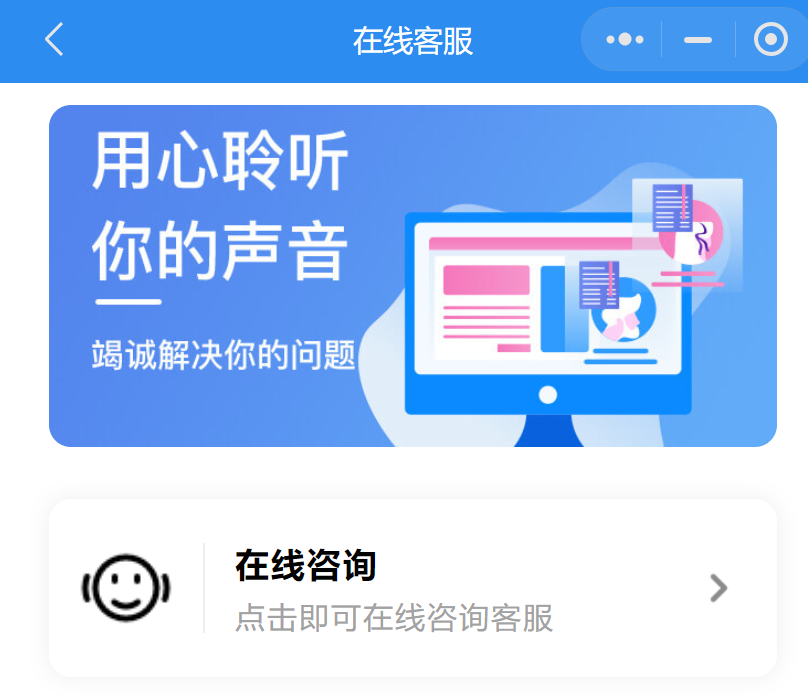 在线客服
用心聆听
你的声音
竭诚解决你的问题
在线咨询
点击即可在线咨询客服